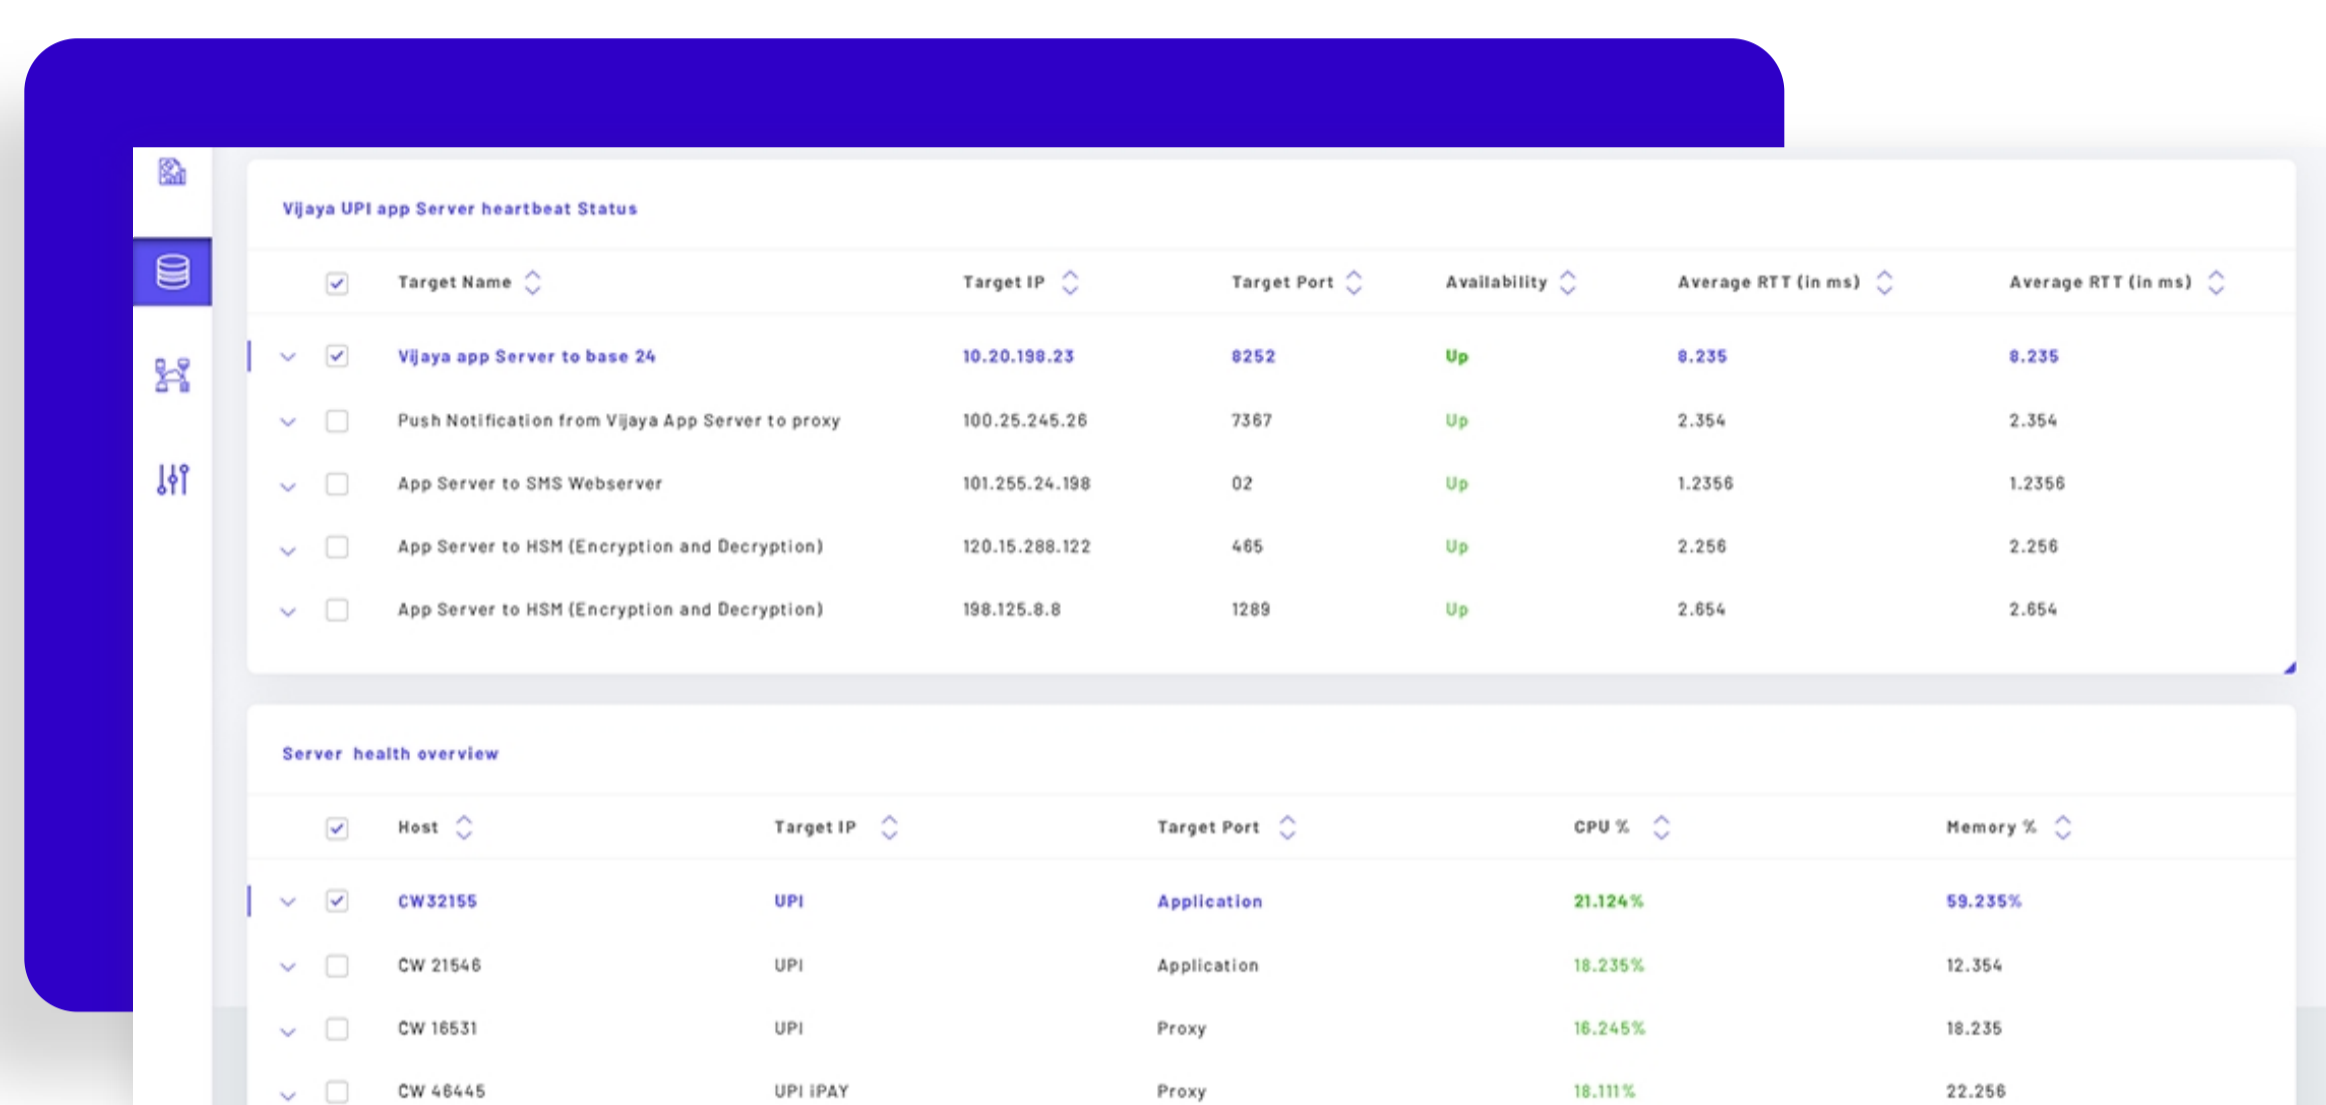 Vijaya UPI app Server heartbeat Status
Target Name Target IP Target Port Availability Average RTT (in ms) Average RTT (in ms)
Vijaya app Server to base 24 10.20.198.23 8252 Up 8.235 8.235
Push Notification from Vijaya App Server to proxy 100.25.245.26 7367 Up 2.354 2.354
App Server to SMS Webserver 101.255.24.198 02 Up 1.2356 1.2356
App Server to HSM (Encryption and Decryption) 120.15.288.122 465 Up 2.256 2.256
App Server to HSM (Encryption and Decryption) 198.125.8.8 1289 Up 2.654 2.654
Server health overview
Host Target IP Target Port CPU % Memory %
CW32155 UPI Application 21.124% 59.235%
CW 21546 UPI Application 18.235% 12.354
CW 16531 UPI Proxy 16.245% 18.235
CW 46445 UPI iPAY Proxy 18.111% 22.256